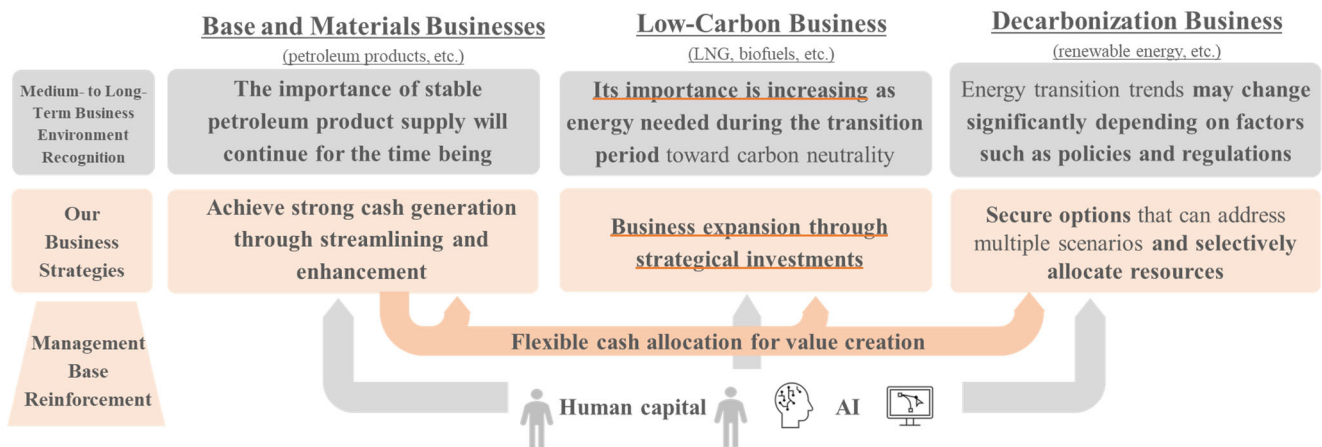 Base and Materials Businesses
(petroleum products, etc.)
Low-Carbon Business
(LNG, biofuels, etc.)
Decarbonization Business
(renewable energy, etc.)
Medium- to Long-
Term Business
Environment
Recognition
The importance of stable
petroleum product supply will
continue for the time being
Its importance is increasing as
energy needed during the transition
period toward carbon neutrality
Energy transition trends may change
significantly depending on factors
such as policies and regulations
Our
Business
Strategies
Achieve strong cash generation
through streamlining and
enhancement
Business expansion through
strategical investments
Secure options that can address
multiple scenarios and selectively
allocate resources
Management
Base
Reinforcement
Flexible cash allocation for value creation
Human capital
AI